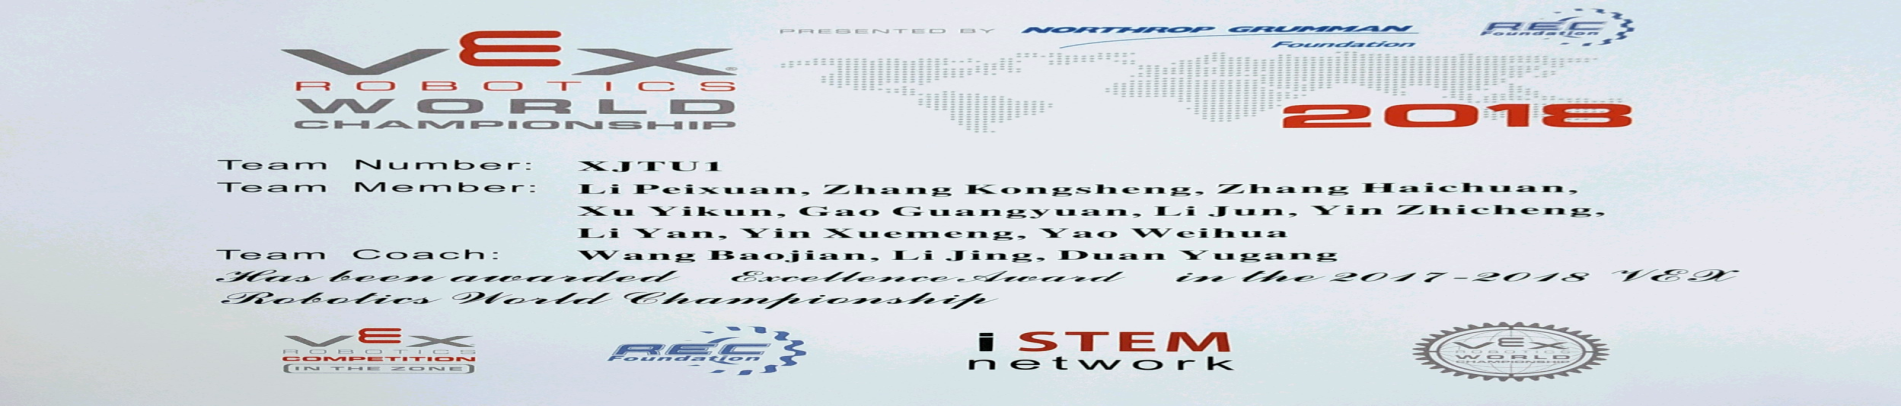 VEX
ROBOTICS
WORLD
CHAMPIONSHIP
PRESENTED BY NORTHROP GRUMMAN
Foundation
REC
Foundation
2018
Team Number: XJTU1
Team Member: Li Peixuan, Zhang Kongsheng, Zhang Haichuan,
Xu Yikun, Gao Guangyuan, Li Jun, Yin Zhicheng,
Li Yan, Yin Xuemeng, Yao Weihua
Team Coach: Wang Baojian, Li Jing, Duan Yugang
Has been awarded Excellence Award in the 2017-2018 VEX
Robotics World Championship
VEX
ROBOTICS
COMPETITION
IN THE ZONE
REC
Foundation
i STEM
network
VEX
ROBOTICS
WORLD
CHAMPIONSHIP